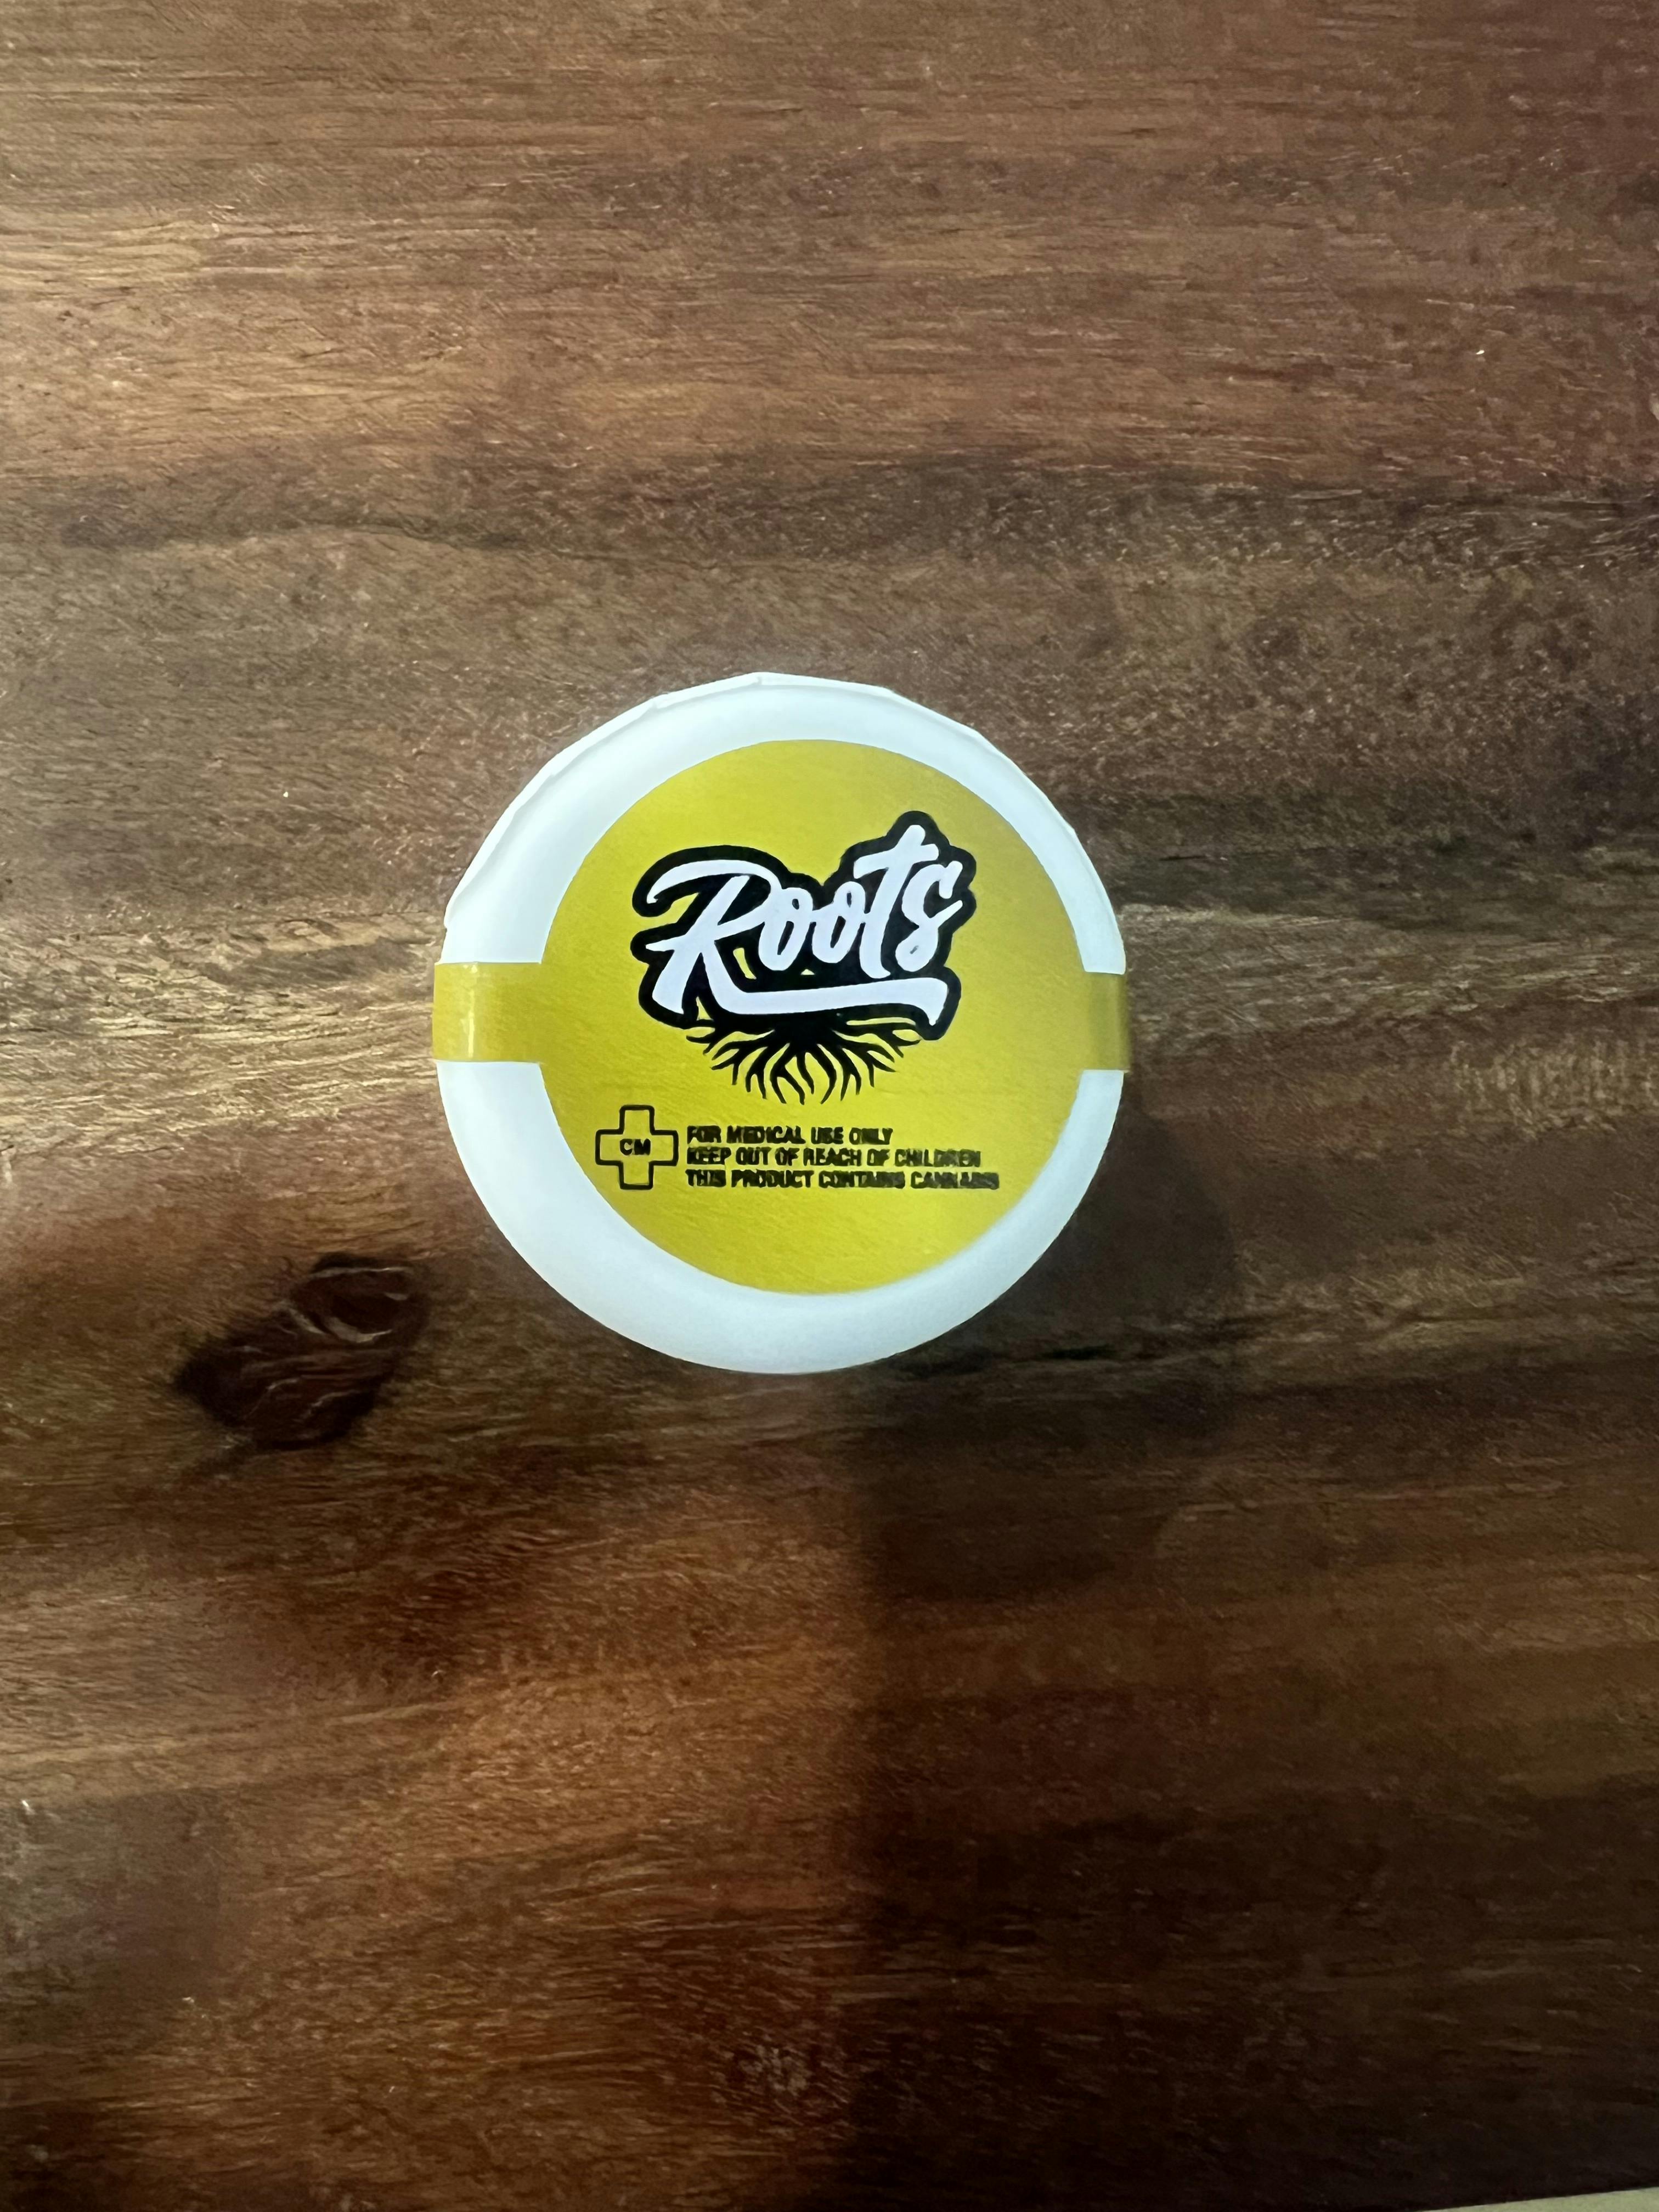 Roots
CM
FOR MEDICAL USE ONLY
KEEP OUT OF REACH OF CHILDREN
THIS PRODUCT CONTAINS CANNABIS